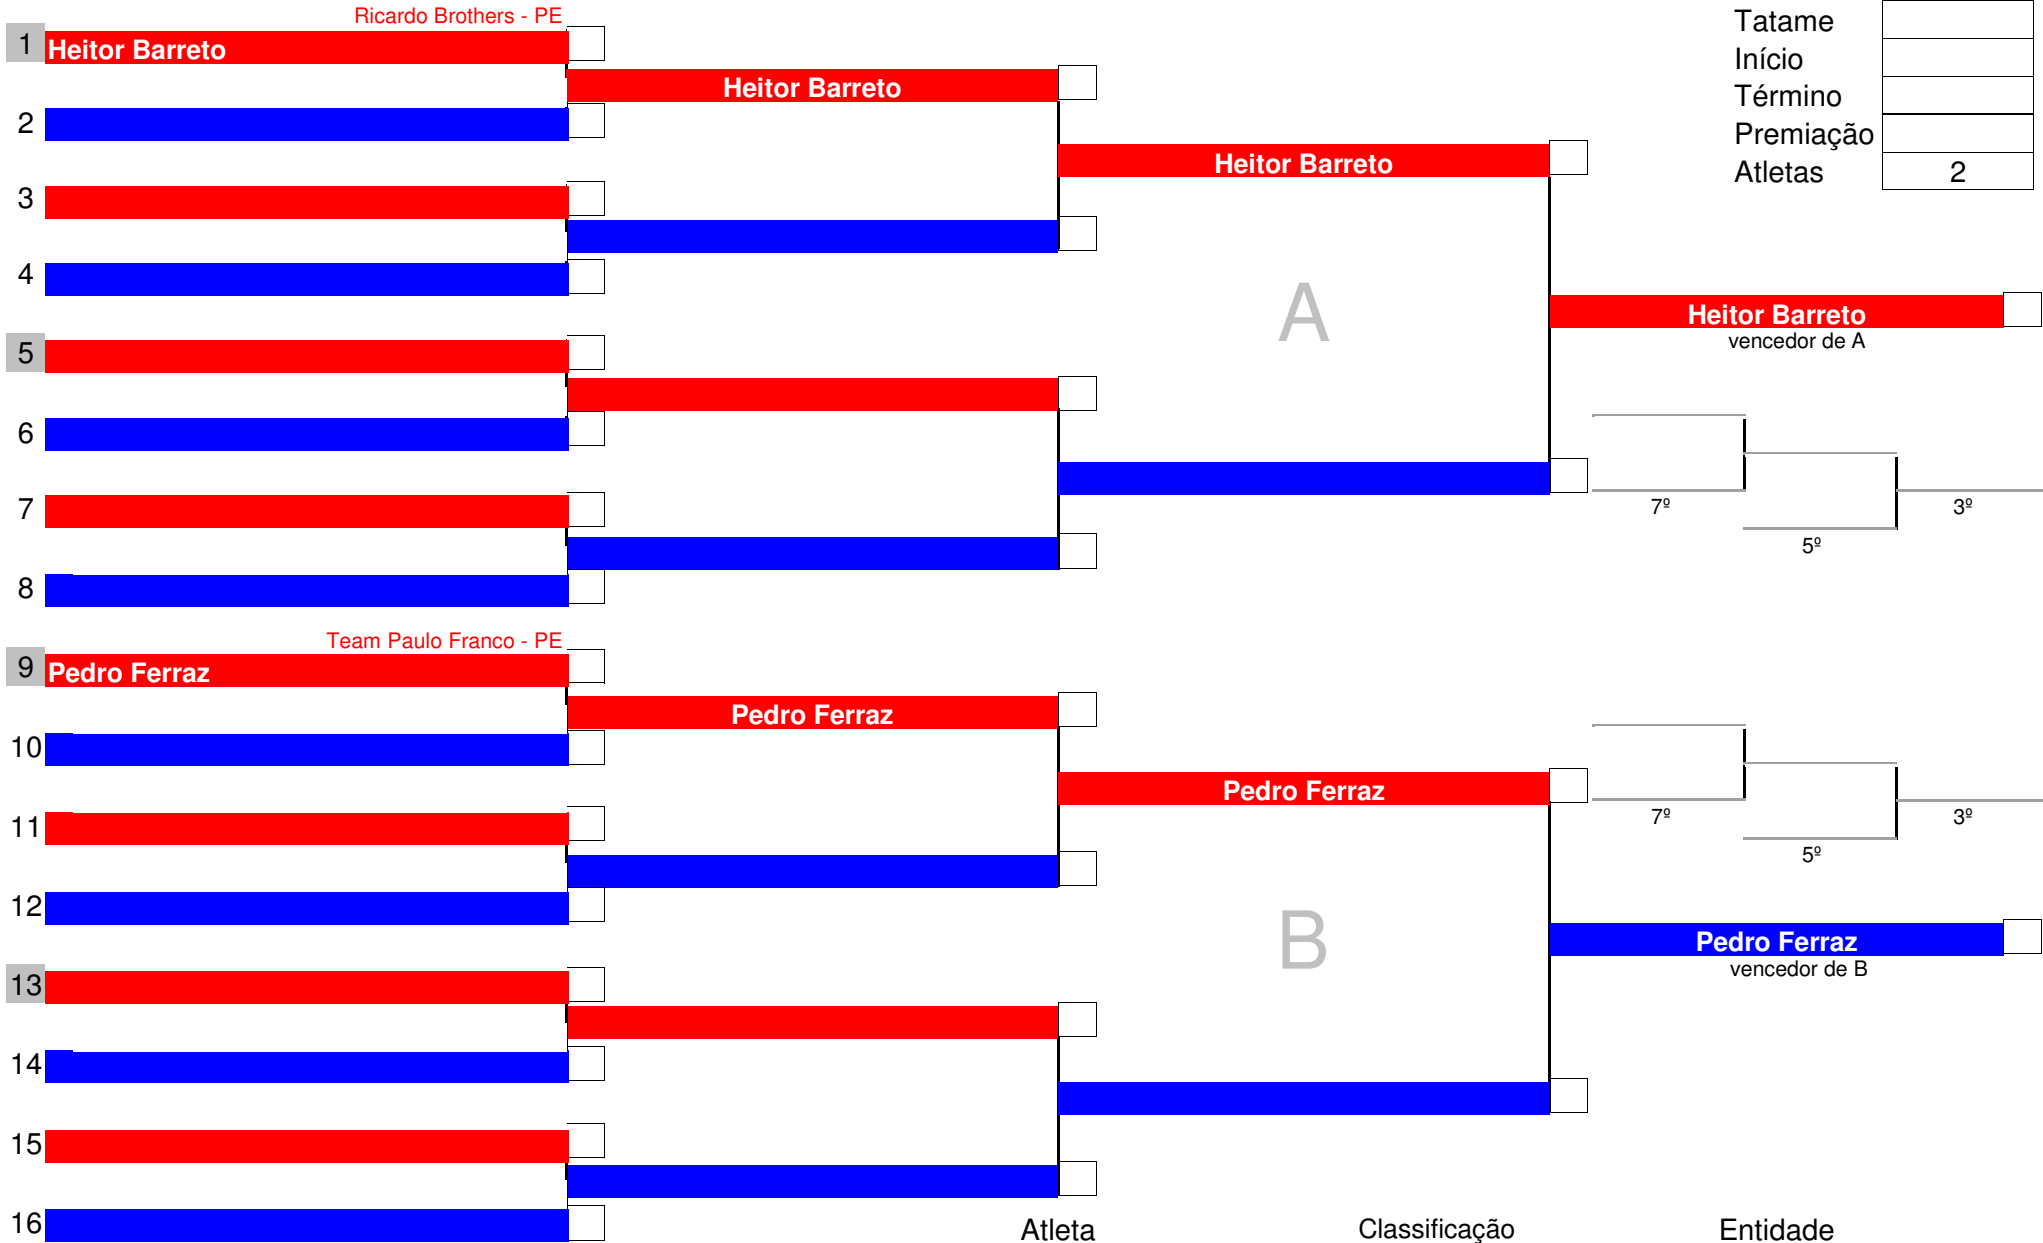 Ricardo Brothers - PE
1 Heitor Barreto
Heitor Barreto
2
Heitor Barreto
3
4
Tatame
Início
Término
Premiação
Atletas 2
A
Heitor Barreto
vencedor de A
5
6
7
8
7º
5º
3º
Team Paulo Franco - PE
9 Pedro Ferraz
Pedro Ferraz
10
Pedro Ferraz
11
12
7º
5º
3º
B
Pedro Ferraz
vencedor de B
13
14
15
16
Atleta Classificação Entidade